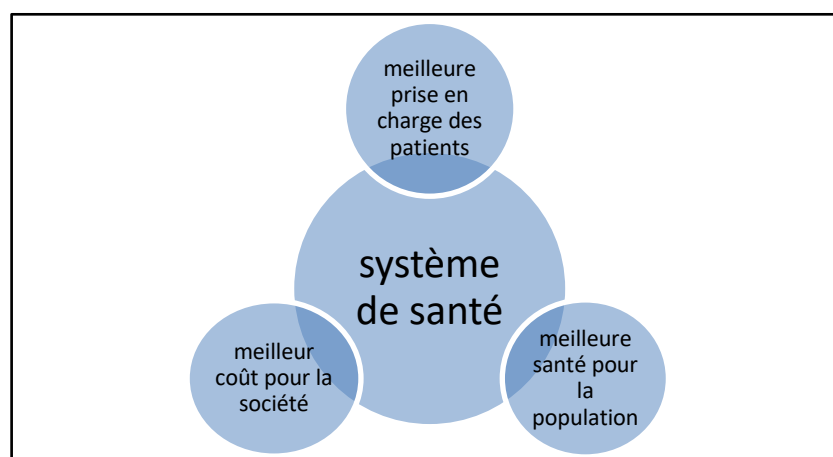 meilleure
prise en
charge des
patients
système
de santé
meilleur
coût pour la
société
meilleure
santé pour
la
population